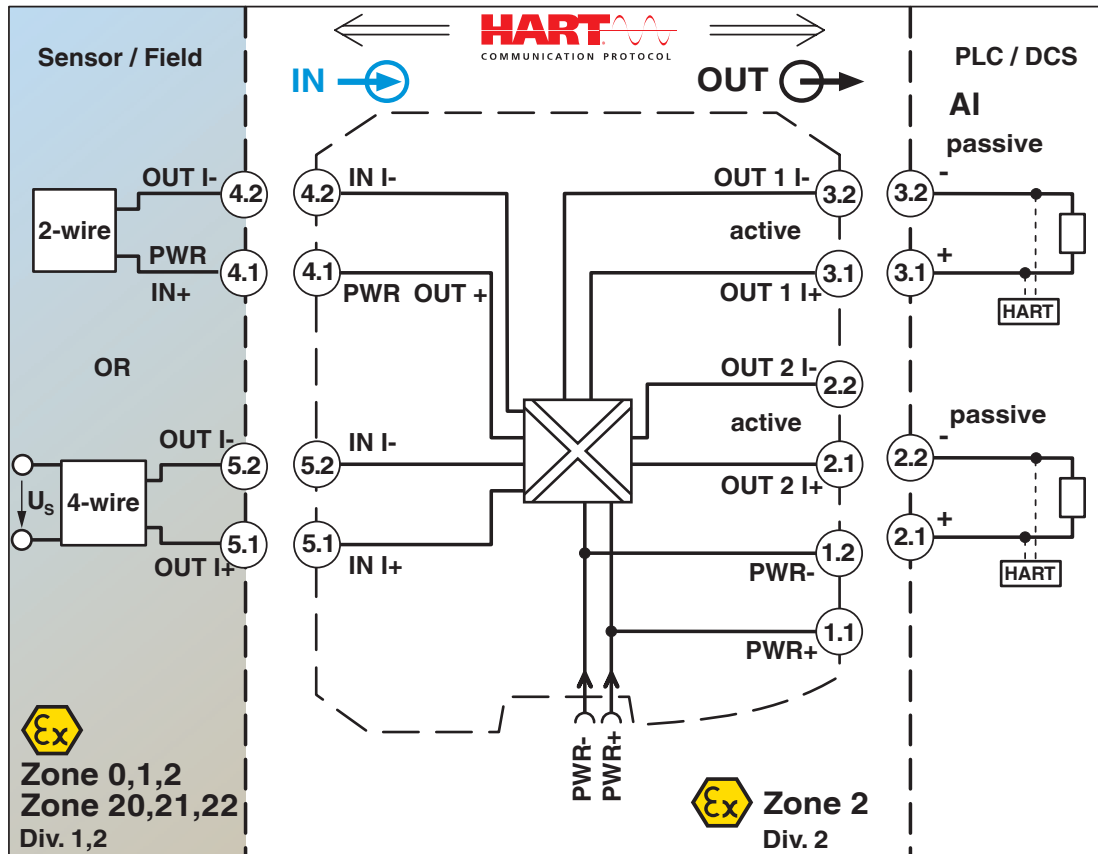 HART
COMMUNICATION PROTOCOL
Sensor / Field
PLC / DCS
IN
OUT
AI
passive
OUT I-
4.2
4.2
IN I-
OUT 1 I-
3.2
3.2
-
2-wire
active
PWR
4.1
4.1
3.1
3.1
+
IN+
PWR OUT +
OUT 1 I+
HART
OR
OUT 2 I-
2.2
passive
active
OUT I-
5.2
5.2
IN I-
2.1
2.2
-
OUT 2 I+
US
4-wire
5.1
5.1
1.2
2.1
+
OUT I+
IN I+
PWR-
HART
1.1
PWR+
PWR-
PWR+
Ex
Zone 0,1,2
Zone 20,21,22
Div. 1,2
Ex
Zone 2
Div. 2